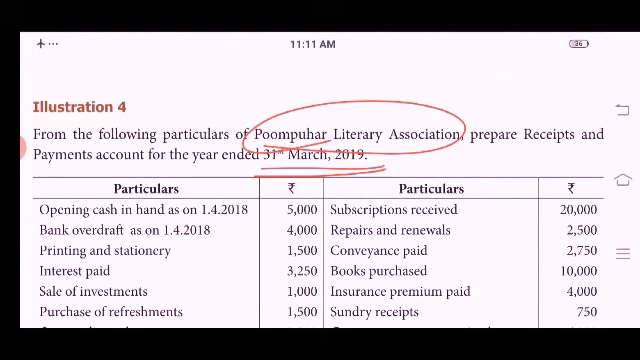 11:11 AM
36
Illustration 4
From the following particulars of Poompuhar Literary Association, prepare Receipts and
Payments account for the year ended 31st March, 2019.
Particulars ₹ Particulars ₹
Opening cash in hand as on 1.4.2018 5,000 Subscriptions received 20,000
Bank overdraft as on 1.4.2018 4,000 Repairs and renewals 2,500
Printing and stationery 1,500 Conveyance paid 2,750
Interest paid 3,250 Books purchased 10,000
Sale of investments 1,000 Insurance premium paid 4,000
Purchase of refreshments 1,500 Sundry receipts 750